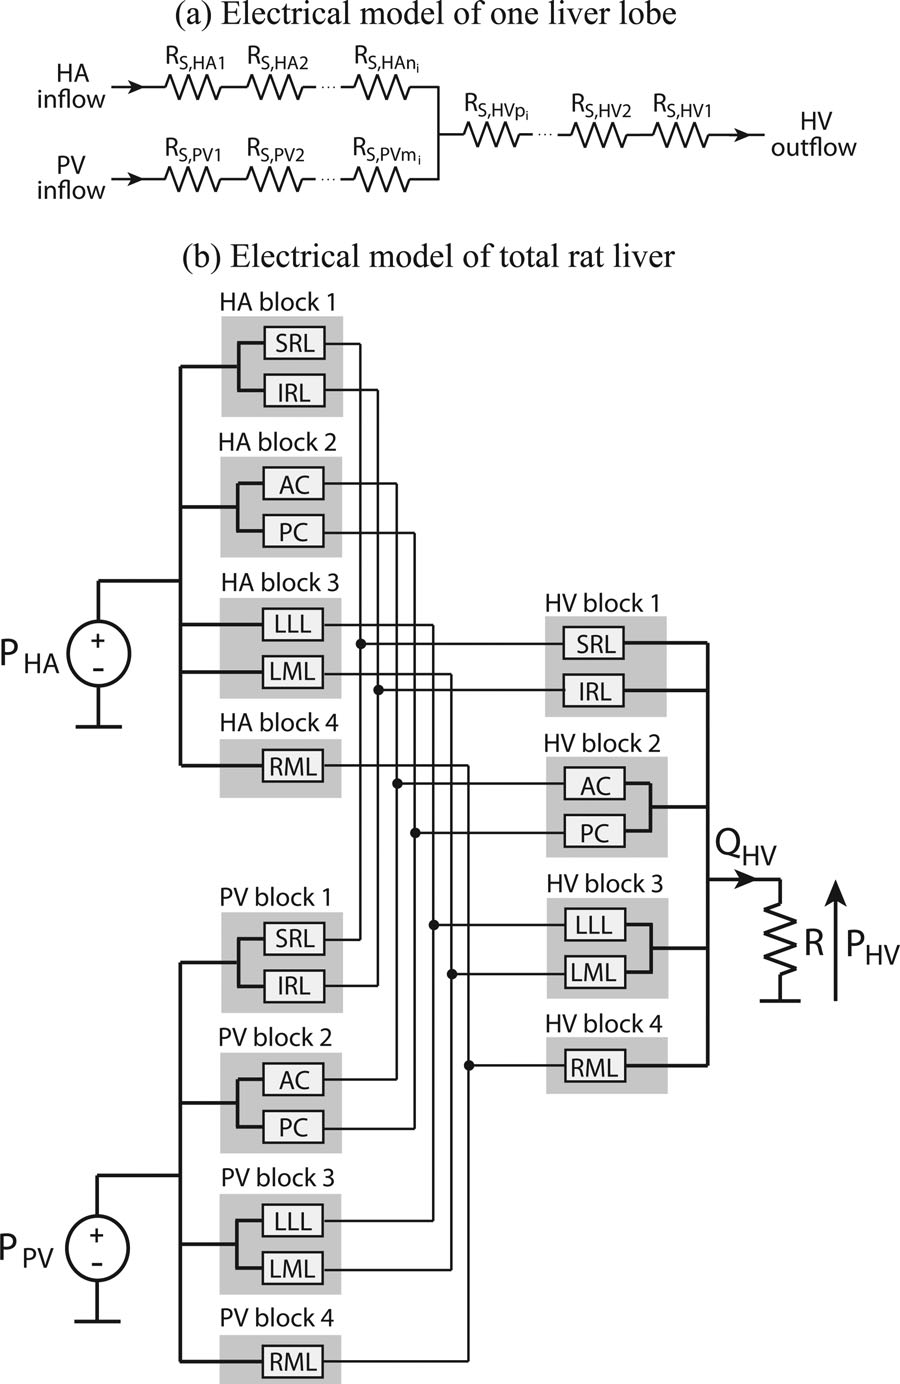 (a) Electrical model of one liver lobe
HA
inflow
R_S,HA1 R_S,HA2 ... R_S,HAn_i
PV
inflow
R_S,PV1 R_S,PV2 ... R_S,PVm_i
R_S,HVp_i ... R_S,HV2 R_S,HV1
HV
outflow
(b) Electrical model of total rat liver
HA block 1
SRL
IRL
HA block 2
AC
PC
HA block 3
LLL
LML
HA block 4
RML
P_HA
+
-
PV block 1
SRL
IRL
PV block 2
AC
PC
PV block 3
LLL
LML
PV block 4
RML
P_PV
+
-
HV block 1
SRL
IRL
HV block 2
AC
PC
HV block 3
LLL
LML
HV block 4
RML
Q_HV
R
P_HV